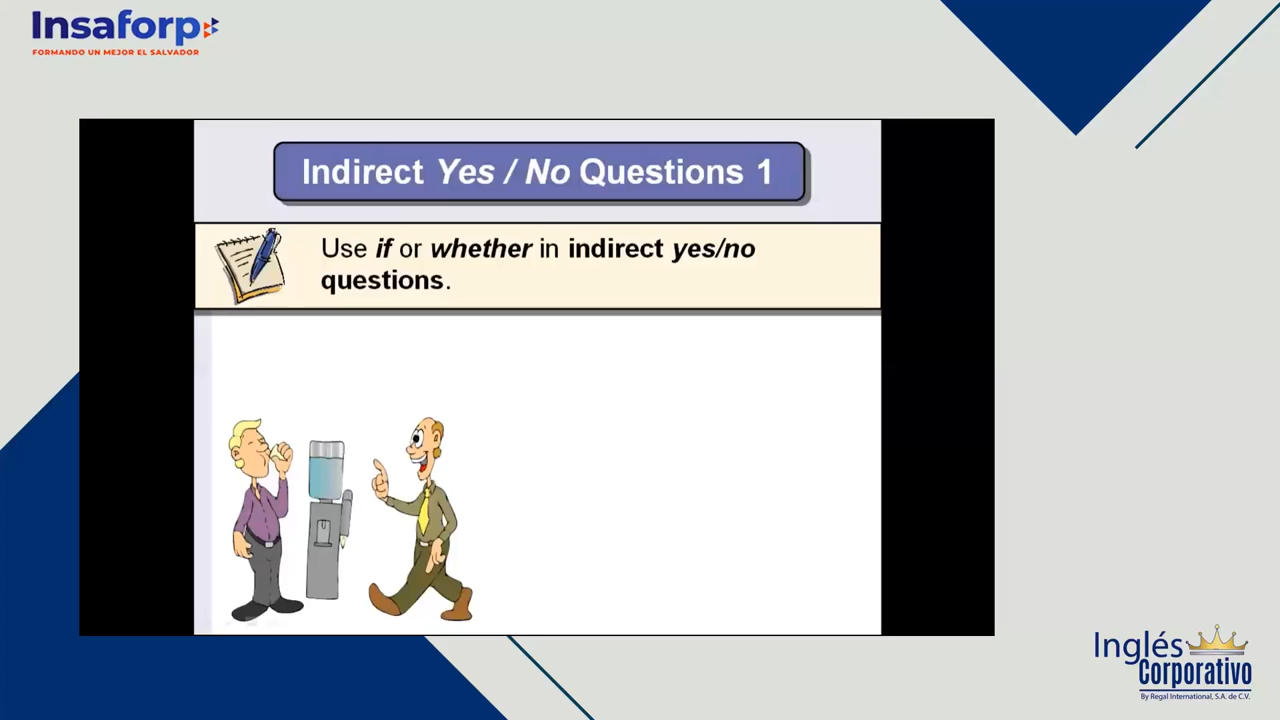 Insaforp
FORMANDO UN MEJOR EL SALVADOR
Indirect Yes / No Questions 1
Use if or whether in indirect yes/no
questions.
Inglés
Corporativo
By Regal International, S.A. de C.V.